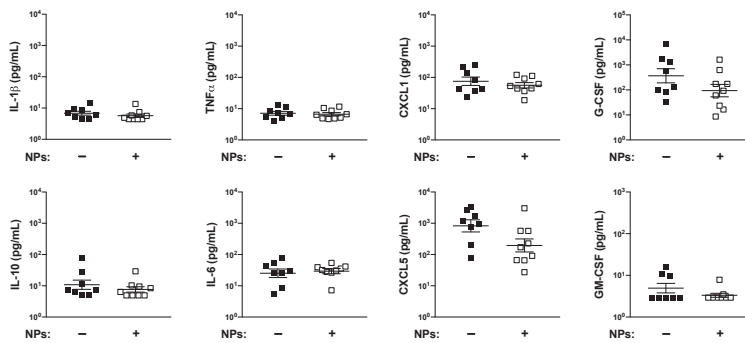 IL-1β (pg/mL)
10⁴
10³
10²
10¹
10⁰
NPs: – +
TNFα (pg/mL)
10⁴
10³
10²
10¹
10⁰
NPs: – +
CXCL1 (pg/mL)
10⁴
10³
10²
10¹
10⁰
NPs: – +
G-CSF (pg/mL)
10⁵
10⁴
10³
10²
10¹
10⁰
NPs: – +
IL-10 (pg/mL)
10⁴
10³
10²
10¹
10⁰
NPs: – +
IL-6 (pg/mL)
10⁴
10³
10²
10¹
10⁰
NPs: – +
CXCL5 (pg/mL)
10⁴
10³
10²
10¹
10⁰
NPs: – +
GM-CSF (pg/mL)
10²
10¹
10⁰
NPs: – +